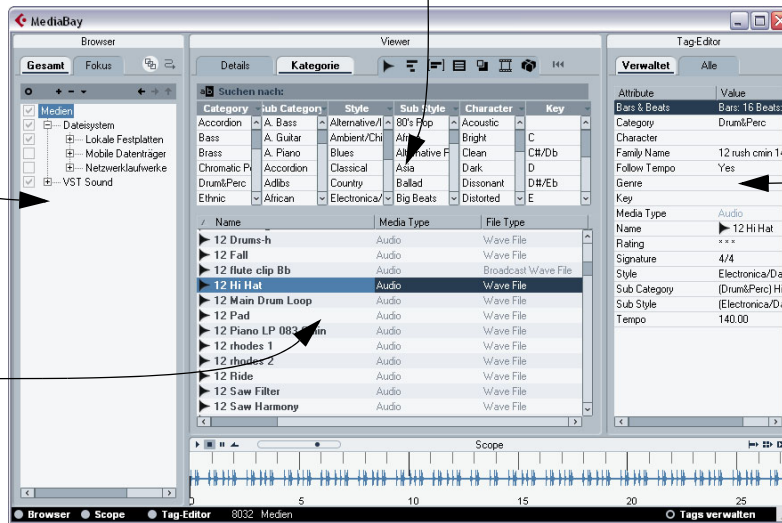 MediaBay
Browser
Viewer
Tag-Editor
Gesamt Fokus
Details Kategorie
Verwaltet Alle
Suchen nach:
Medien
Dateisystem
Lokale Festplatten
Mobile Datenträger
Netzwerklaufwerke
VST Sound
Category Sub Category Style Sub Style Character Key
Accordion A. Bass Alternative/I 80's Pop Acoustic
Bass A. Guitar Ambient/Chi Bright C
Brass A. Piano Blues Clean C#/Db
Chromatic Accordion Classical Asia Dark D
Drum&Perc Adlibs Country Ballad Dissonant D#/Eb
Ethnic African Electronica/ Big Beats Distorted E
Name Media Type File Type
12 Drums-h Audio Wave File
12 Fall Audio Wave File
12 flute clip Bb Audio Broadcast Wave File
12 Hi Hat Audio Wave File
12 Main Drum Loop Audio Wave File
12 Pad Audio Wave File
12 Piano LP 083 Audio Wave File
12 rhodes 1 Audio Wave File
12 rhodes 2 Audio Wave File
12 Ride Audio Wave File
12 Saw Filter Audio Wave File
12 Saw Harmony Audio Wave File
Attribute Value
Bars & Beats Bars: 16 Beats:
Category Drum&Perc
Character
Family Name 12 rush cmin 14
Follow Tempo Yes
Genre
Key
Media Type Audio
Name 12 Hi Hat
Rating ***
Signature 4/4
Style Electronica/Da
Sub Category (Drum&Perc) Hi
Sub Style (Electronica/Da
Tempo 140.00
Scope
5 10 15 20 25
Browser Scope Tag-Editor 8032 Medien Tags verwalten